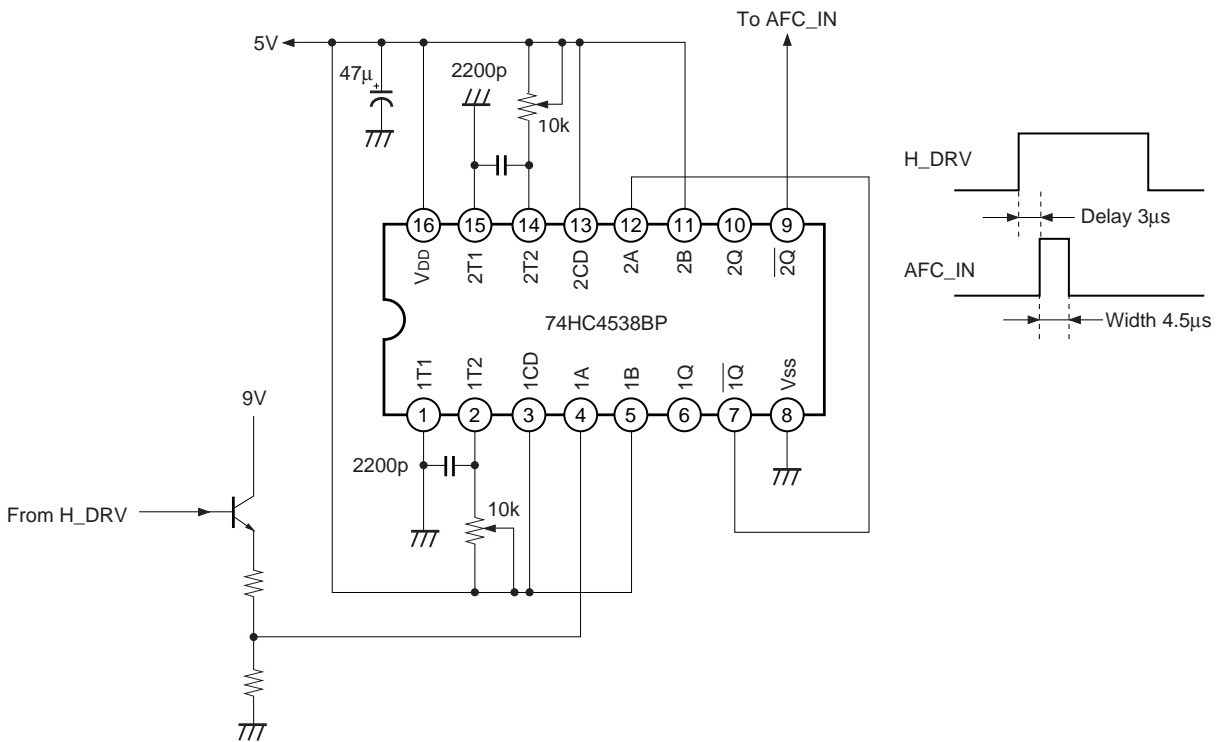 To AFC_IN
5V
47μ
+
2200p
10k
H_DRV
Delay 3μs
AFC_IN
Width 4.5μs
16 15 14 13 12 11 10 9
VDD 2T1 2T2 2CD 2A 2B 2Q 2Q
74HC4538BP
1T1 1T2 1CD 1A 1B 1Q 1Q Vss
1 2 3 4 5 6 7 8
9V
2200p
10k
From H_DRV